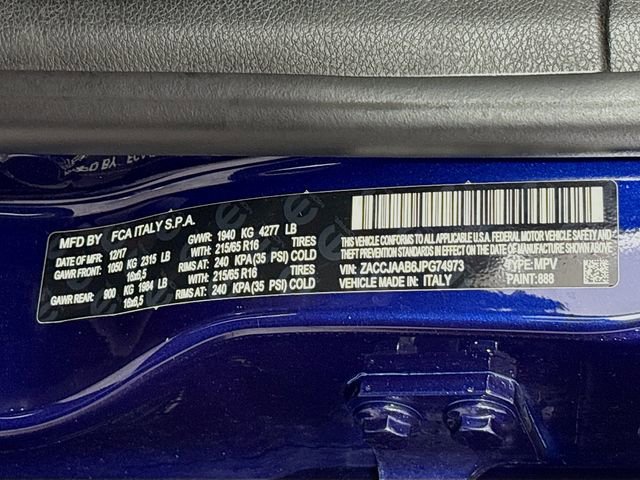 MFD BY FCA ITALY S.P.A.
DATE OF MFR: 12/17 GVWR: 1940 KG 4277 LB
GAWR FRONT: 1050 KG 2315 LB WITH: 215/65 R16 TIRES
16x6,5 RIMS AT: 240 KPA (35 PSI) COLD
GAWR REAR: 900 KG 1984 LB WITH: 215/65 R16 TIRES
16x6,5 RIMS AT: 240 KPA (35 PSI) COLD
THIS VEHICLE CONFORMS TO ALL APPLICABLE FEDERAL MOTOR VEHICLE SAFETY, BUMPER, AND
THEFT PREVENTION STANDARDS IN EFFECT ON THE DATE OF MANUFACTURE SHOWN ABOVE.
VIN: ZACCJAAB6JPG74973 TYPE: MPV
VEHICLE MADE IN: ITALY PAINT: 888